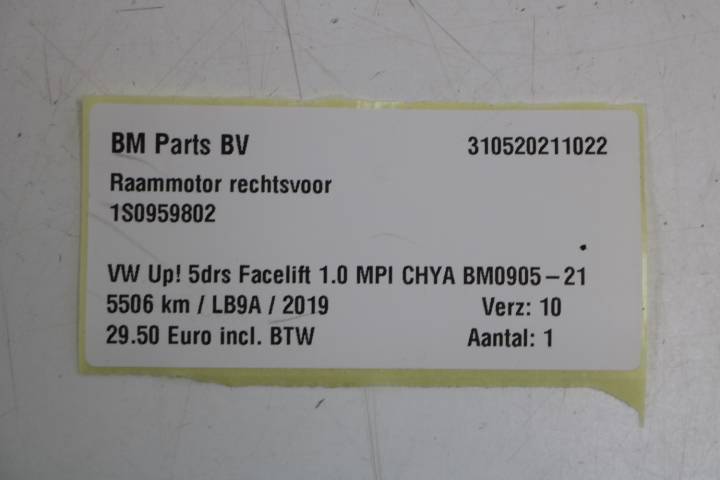 BM Parts BV 310520211022
Raammotor rechtsvoor
1S0959802
VW Up! 5drs Facelift 1.0 MPI CHYA BM0905-21
5506 km / LB9A / 2019 Verz: 10
29.50 Euro incl. BTW Aantal: 1